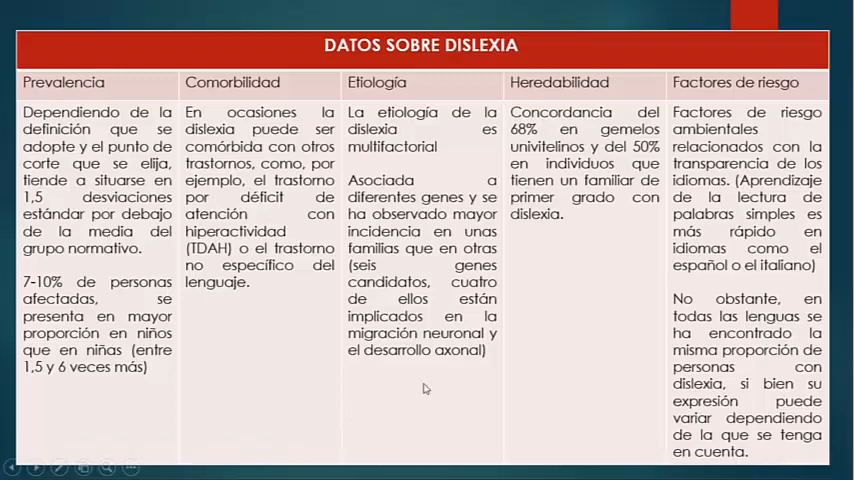 DATOS SOBRE DISLEXIA
Prevalencia
Comorbilidad
Etiología
Heredabilidad
Factores de riesgo
Dependiendo de la
definición que se
adopte y el punto de
corte que se elija,
tiende a situarse en
1,5 desviaciones
estándar por debajo
de la media del
grupo normativo.
7-10% de personas
afectadas, se
presenta en mayor
proporción en niños
que en niñas (entre
1,5 y 6 veces más)
En ocasiones la
dislexia puede ser
comórbida con otros
trastornos, como, por
ejemplo, el trastorno
por déficit de
atención con
hiperactividad
(TDAH) o el trastorno
no específico del
lenguaje.
La etiología de la
dislexia es
multifactorial
Asociada a
diferentes genes y se
ha observado mayor
incidencia en unas
familias que en otras
(seis genes
candidatos, cuatro
de ellos están
implicados en la
migración neuronal y
el desarrollo axonal)
Concordancia del
68% en gemelos
univitelinos y del 50%
en individuos que
tienen un familiar de
primer grado con
dislexia.
Factores de riesgo
ambientales
relacionados con la
transparencia de los
idiomas. (Aprendizaje
de la lectura de
palabras simples es
más rápido en
idiomas como el
español o el italiano)
No obstante, en
todas las lenguas se
ha encontrado la
misma proporción de
personas con
dislexia, si bien su
expresión puede
variar dependiendo
de la que se tenga
en cuenta.